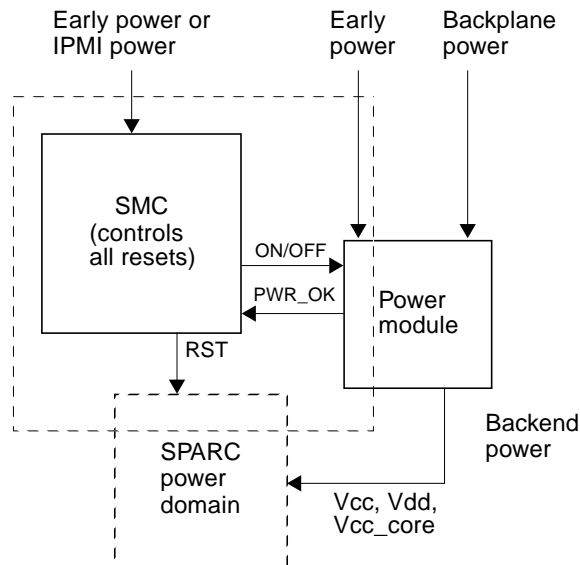 Early power or
IPMI power
Early
power
Backplane
power
SMC
(controls
all resets)
ON/OFF
PWR_OK
Power
module
RST
SPARC
power
domain
Backend
power
Vcc, Vdd,
Vcc_core